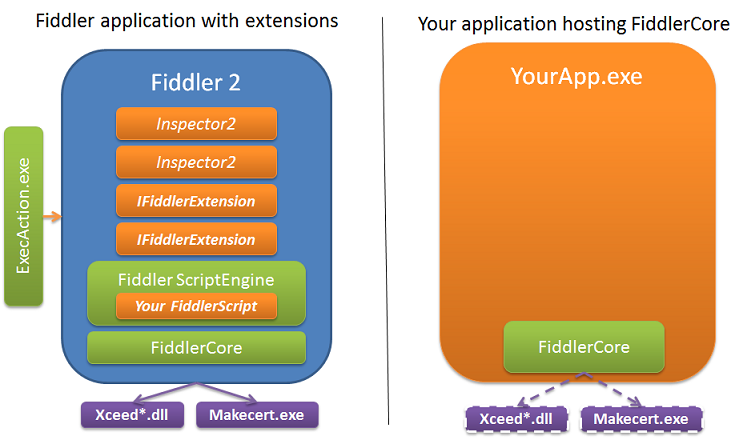 Fiddler application with extensions
Fiddler 2
Inspector2
Inspector2
IFiddlerExtension
IFiddlerExtension
Fiddler ScriptEngine
Your FiddlerScript
FiddlerCore
ExecAction.exe
Xceed*.dll
Makecert.exe
Your application hosting FiddlerCore
YourApp.exe
FiddlerCore
Xceed*.dll
Makecert.exe